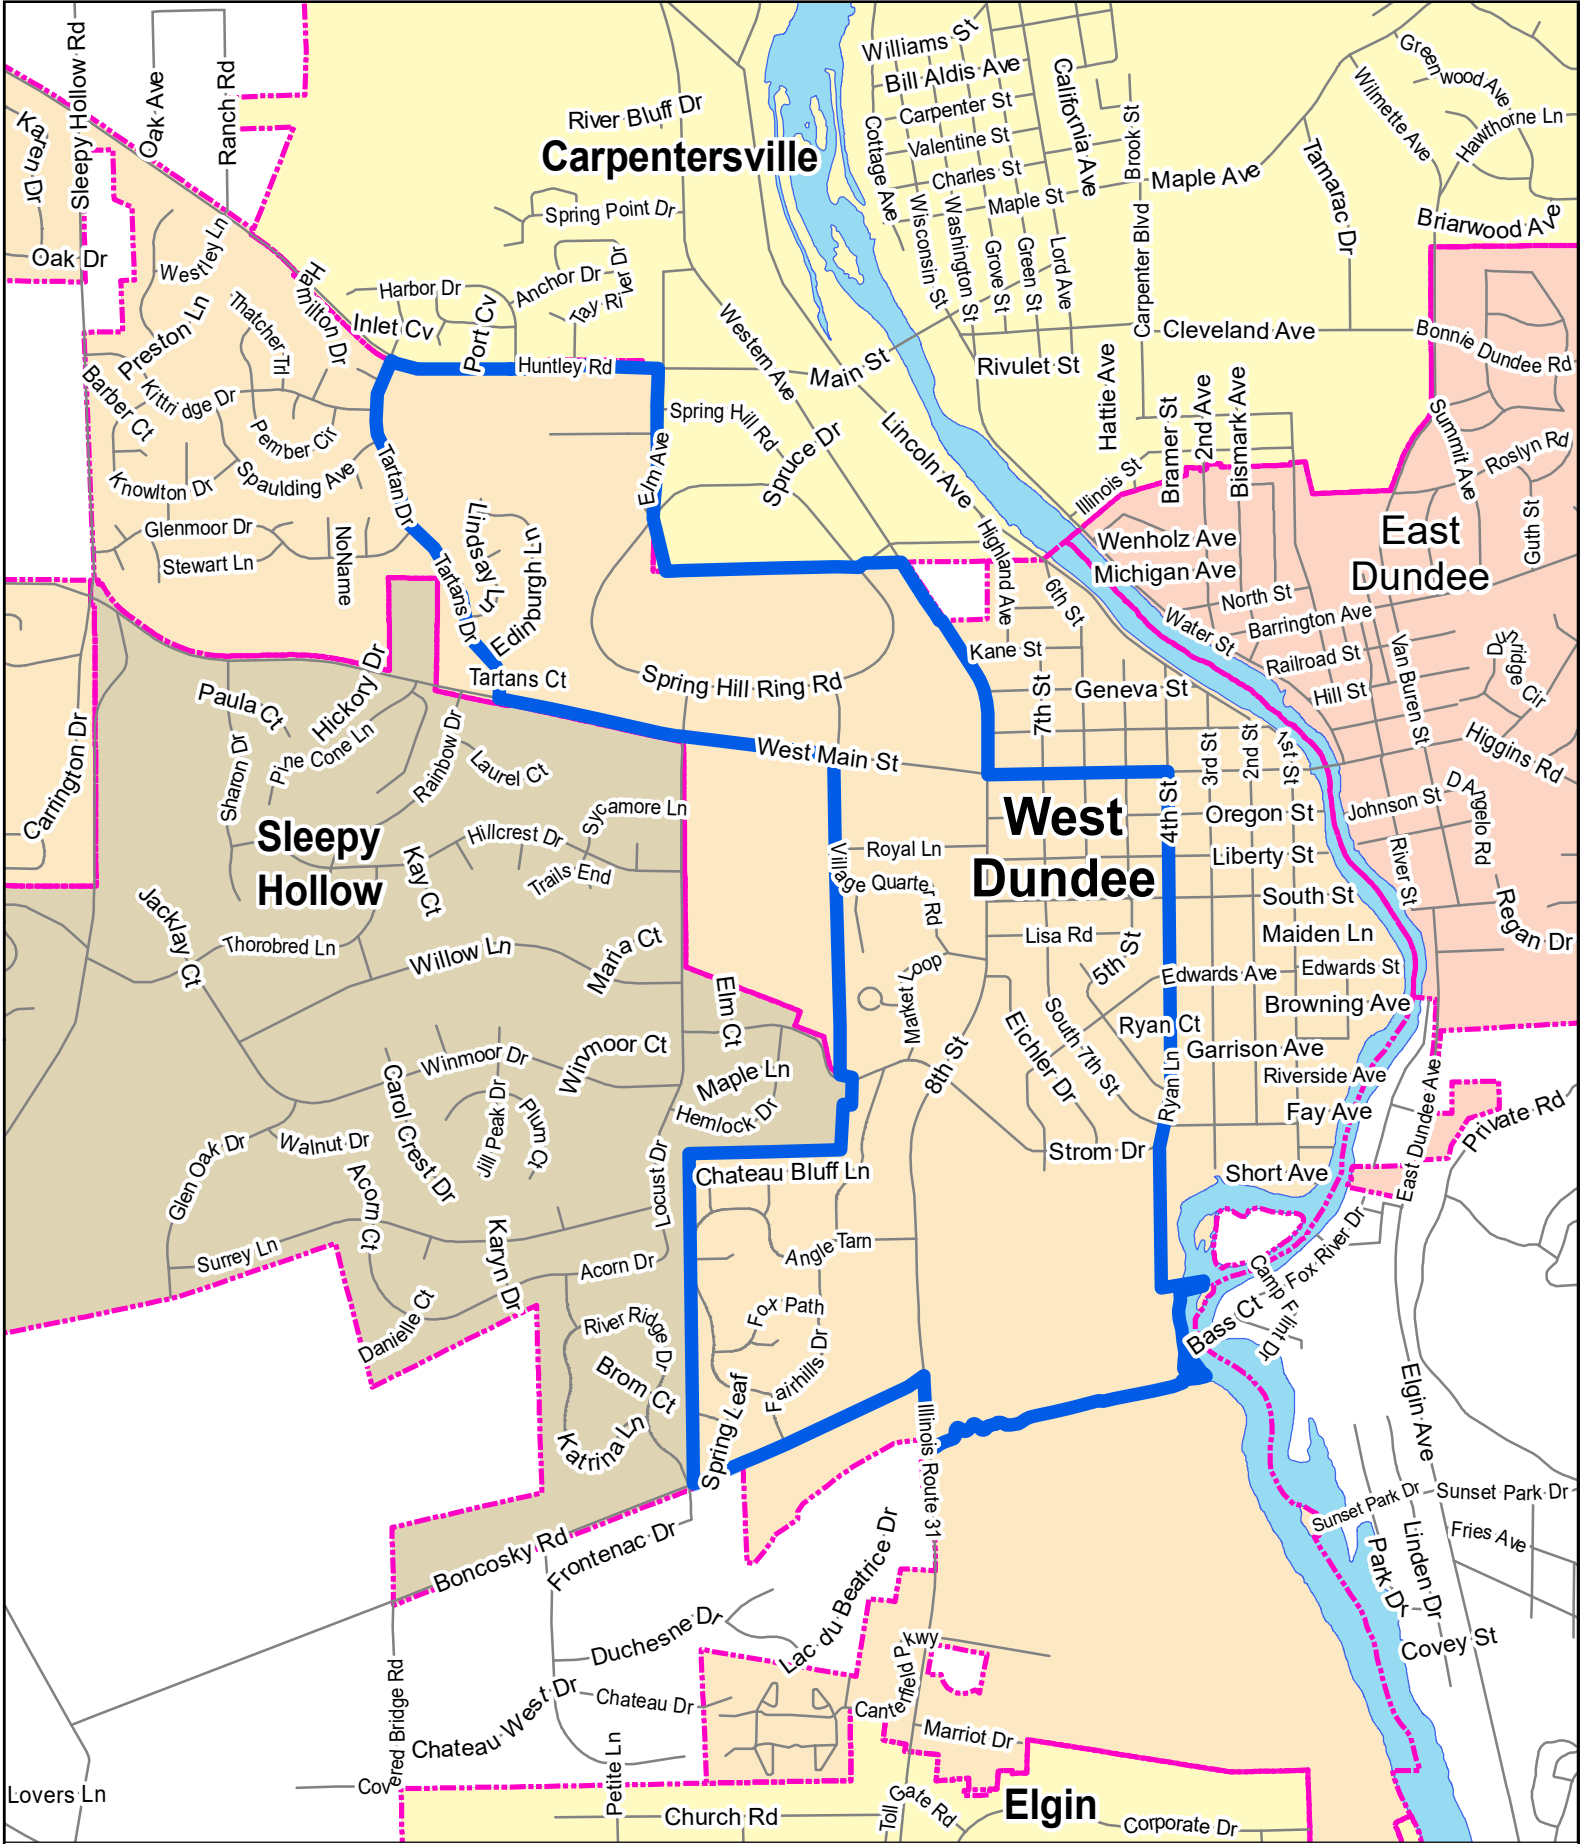 Sleepy Hollow Rd
Oak Ave
Ranch Rd
Karen Dr
Oak Dr
River Bluff Dr
Carpentersville
Spring Point Dr
Anchor Dr
Tay River Dr
Harbor Dr
Inlet Cv
Port Cv
Huntley Rd
Hamilton Dr
Westley Ln
Preston Ln
Thatcher Trl
Barber Ct
Kittridge Dr
Pember Cir
Spaulding Ave
Knowlton Dr
Glenmoor Dr
Stewart Ln
NoName
Tartan Dr
Tartans Dr
Lindsay Ln
Edinburgh Ln
Tartans Ct
Elm Ave
Spring Hill Rd
Spruce Dr
Western Ave
Main St
Lincoln Ave
Highland Ave
Spring Hill Ring Rd
West Main St
Williams St
Bill Aldis Ave
Carpenter St
Valentine St
Charles St
Maple St
Cottage Ave
Wisconsin St
Washington St
Grove St
Green St
Lord Ave
California Ave
Brook St
Maple Ave
Carpenter Blvd
Cleveland Ave
Rivulet St
Hattie Ave
Bramer St
2nd Ave
Bismark Ave
Illinois St
Tamarac Dr
Wilmette Ave
Greenwood Ave
Hawthorne Ln
Briarwood Ave
Bonnie Dundee Rd
Summit Ave
Roslyn Rd
Guth St
East
Dundee
Wenholz Ave
Michigan Ave
North St
Barrington Ave
Railroad St
Hill St
Water St
Van Buren St
Dunridge Cir
Higgins Rd
D Angelo Rd
Johnson St
River St
Regan Dr
6th St
Kane St
7th St
Geneva St
3rd St
2nd St
1st St
4th St
West
Dundee
Oregon St
Liberty St
South St
Maiden Ln
Edwards Ave
Edwards St
Browning Ave
Ryan Ct
Garrison Ave
Riverside Ave
Fay Ave
Short Ave
Strom Dr
Ryan Ln
Lisa Rd
5th St
South 7th St
Eichler Dr
8th St
Market Loop
Royal Ln
Village Quarter Rd
Paula Ct
Hickory Dr
Pine Cone Ln
Sharon Dr
Rainbow Dr
Laurel Ct
Sycamore Ln
Hillcrest Dr
Trails End
Sleepy
Hollow
Kay Ct
Carrington Dr
Jacklay Ct
Thorobred Ln
Willow Ln
Maria Ct
Elm Ct
Winmoor Dr
Winmoor Ct
Maple Ln
Hemlock Dr
Carol Crest Dr
Jill Peak Dr
Plum Ct
Walnut Dr
Glen Oak Dr
Acorn Ct
Locust Dr
Surrey Ln
Karyn Dr
Acorn Dr
Danielle Ct
River Ridge Dr
Brom Ct
Katrina Ln
Chateau Bluff Ln
Angle Tarn
Fox Path
Fairhills Dr
Spring Leaf
Illinois Route 31
Private Rd
East Dundee Ave
Fox River Dr
Camp Flint Dr
Bass Ct
Elgin Ave
Sunset Park Dr
Sunset Park Dr
Fries Ave
Linden Dr
Park Dr
Covey St
Boncosky Rd
Frontenac Dr
Lac du Beatrice Dr
Duchesne Dr
Chateau Dr
Chateau West Dr
Petite Ln
Covered Bridge Rd
Lovers Ln
Canterfield Pkwy
Marriot Dr
Church Rd
Toll Gate Rd
Elgin
Corporate Dr